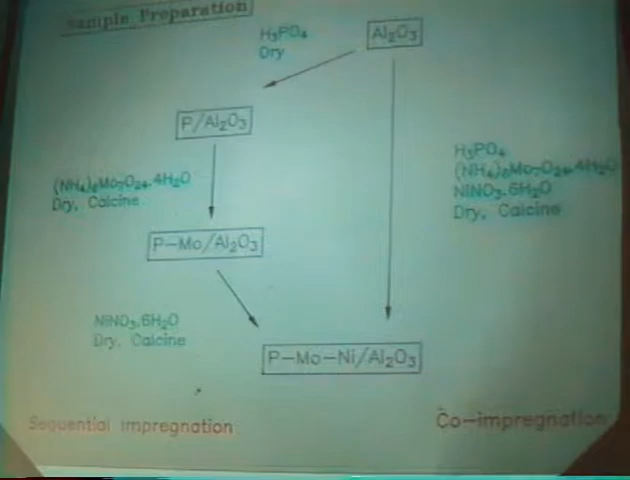 Sample Preparation
H₃PO₄
Dry
Al₂O₃
P/Al₂O₃
(NH₄)₆Mo₇O₂₄.4H₂O
Dry, Calcine
H₃PO₄
(NH₄)₆Mo₇O₂₄.4H₂O
NiNO₃.6H₂O
Dry, Calcine
P-Mo/Al₂O₃
NiNO₃.6H₂O
Dry, Calcine
P-Mo-Ni/Al₂O₃
Sequential Impregnation
Co-impregnation